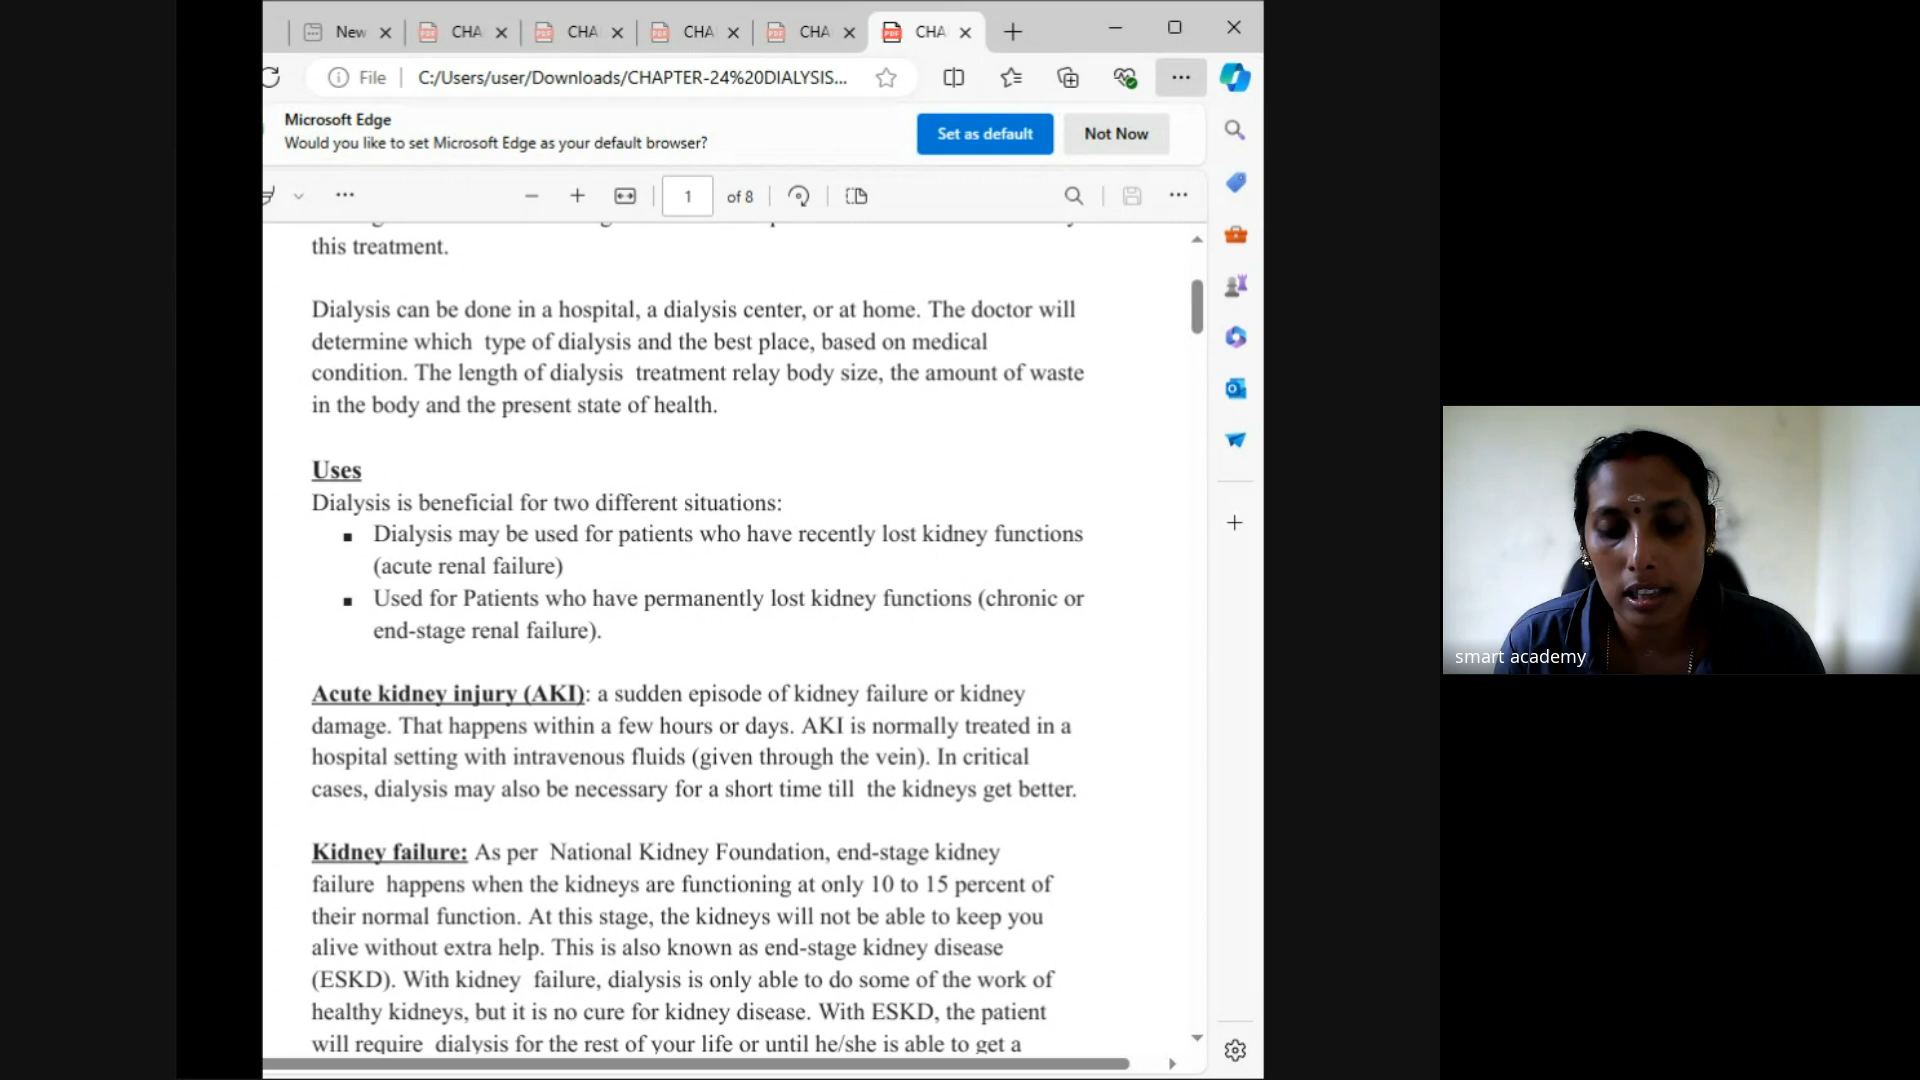 New
CHA
CHA
CHA
CHA
CHA
File
C:/Users/user/Downloads/CHAPTER-24%20DIALYSIS...
Microsoft Edge
Would you like to set Microsoft Edge as your default browser?
Set as default
Not Now
1 of 8
this treatment.
Dialysis can be done in a hospital, a dialysis center, or at home. The doctor will
determine which type of dialysis and the best place, based on medical
condition. The length of dialysis treatment relay body size, the amount of waste
in the body and the present state of health.
Uses
Dialysis is beneficial for two different situations:
▪ Dialysis may be used for patients who have recently lost kidney functions
(acute renal failure)
▪ Used for Patients who have permanently lost kidney functions (chronic or
end-stage renal failure).
Acute kidney injury (AKI): a sudden episode of kidney failure or kidney
damage. That happens within a few hours or days. AKI is normally treated in a
hospital setting with intravenous fluids (given through the vein). In critical
cases, dialysis may also be necessary for a short time till the kidneys get better.
Kidney failure: As per National Kidney Foundation, end-stage kidney
failure happens when the kidneys are functioning at only 10 to 15 percent of
their normal function. At this stage, the kidneys will not be able to keep you
alive without extra help. This is also known as end-stage kidney disease
(ESKD). With kidney failure, dialysis is only able to do some of the work of
healthy kidneys, but it is no cure for kidney disease. With ESKD, the patient
will require dialysis for the rest of your life or until he/she is able to get a
smart academy